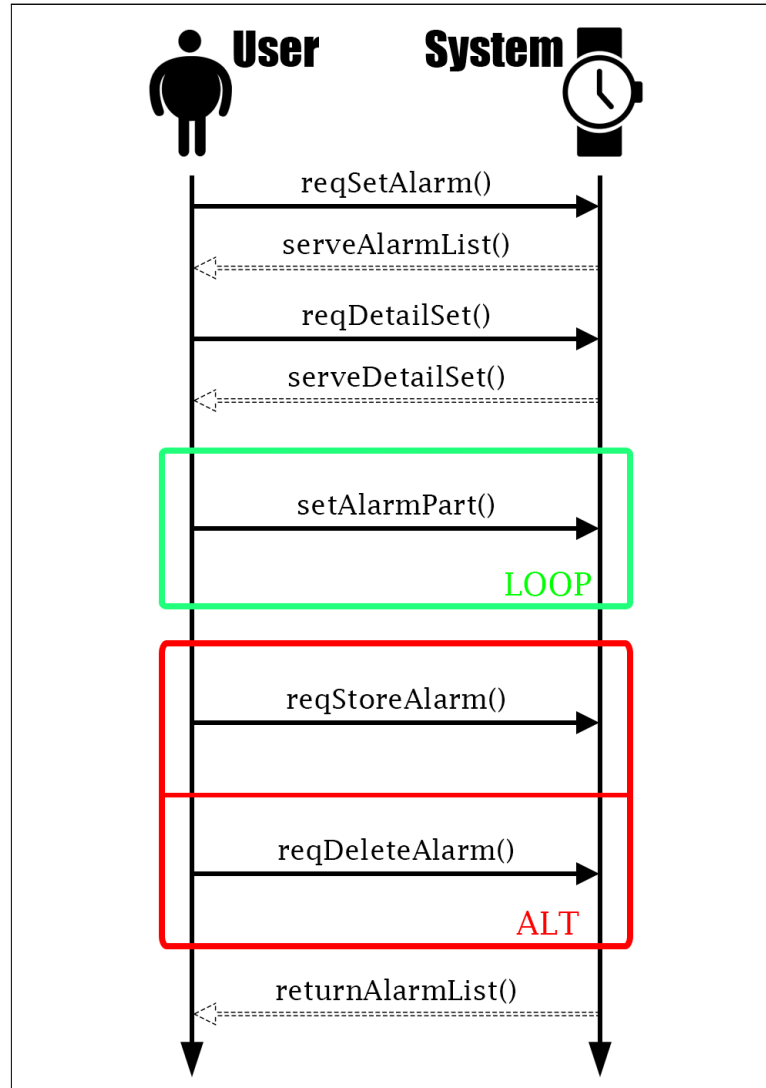 User System
reqSetAlarm()
serveAlarmList()
reqDetailSet()
serveDetailSet()
setAlarmPart()
LOOP
reqStoreAlarm()
reqDeleteAlarm()
ALT
returnAlarmList()